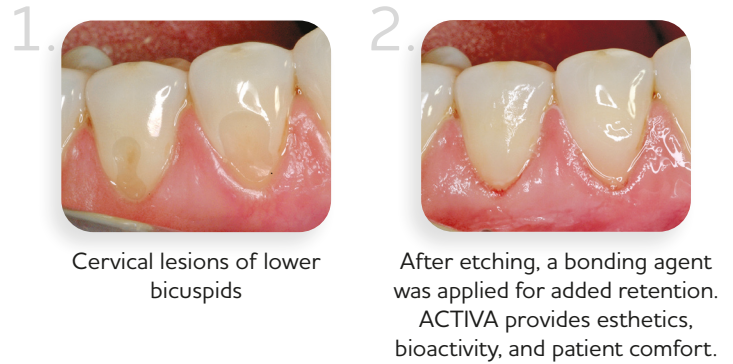 1.
Cervical lesions of lower
bicuspids
2.
After etching, a bonding agent
was applied for added retention.
ACTIVA provides esthetics,
bioactivity, and patient comfort.